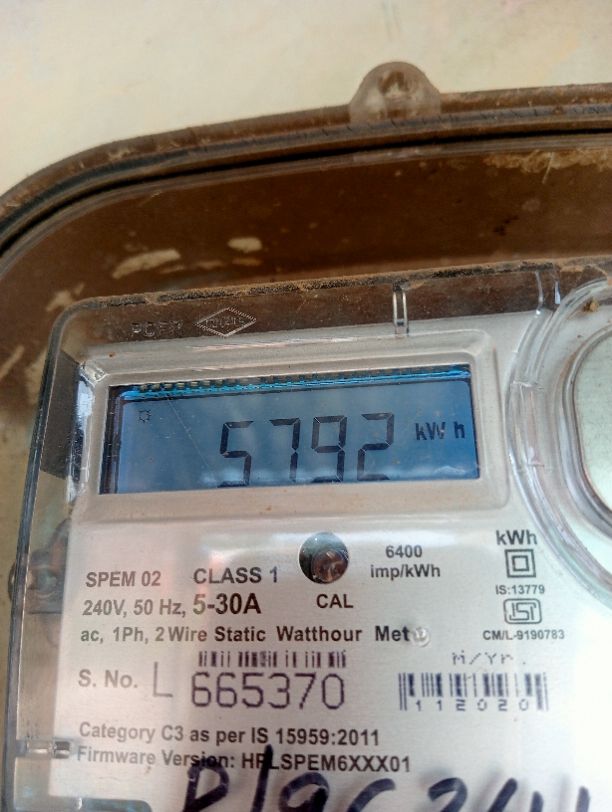 5792 kWh
SPEM 02 CLASS 1
6400 imp/kWh
kWh
240V, 50 Hz, 5-30A
CAL
IS:13779
ISI
ac, 1Ph, 2 Wire Static Watthour Met
CM/L-9190783
S. No. L 665370
M/Yr.
112020
Category C3 as per IS 15959:2011
Firmware Version: HPLSPEM6XXX01